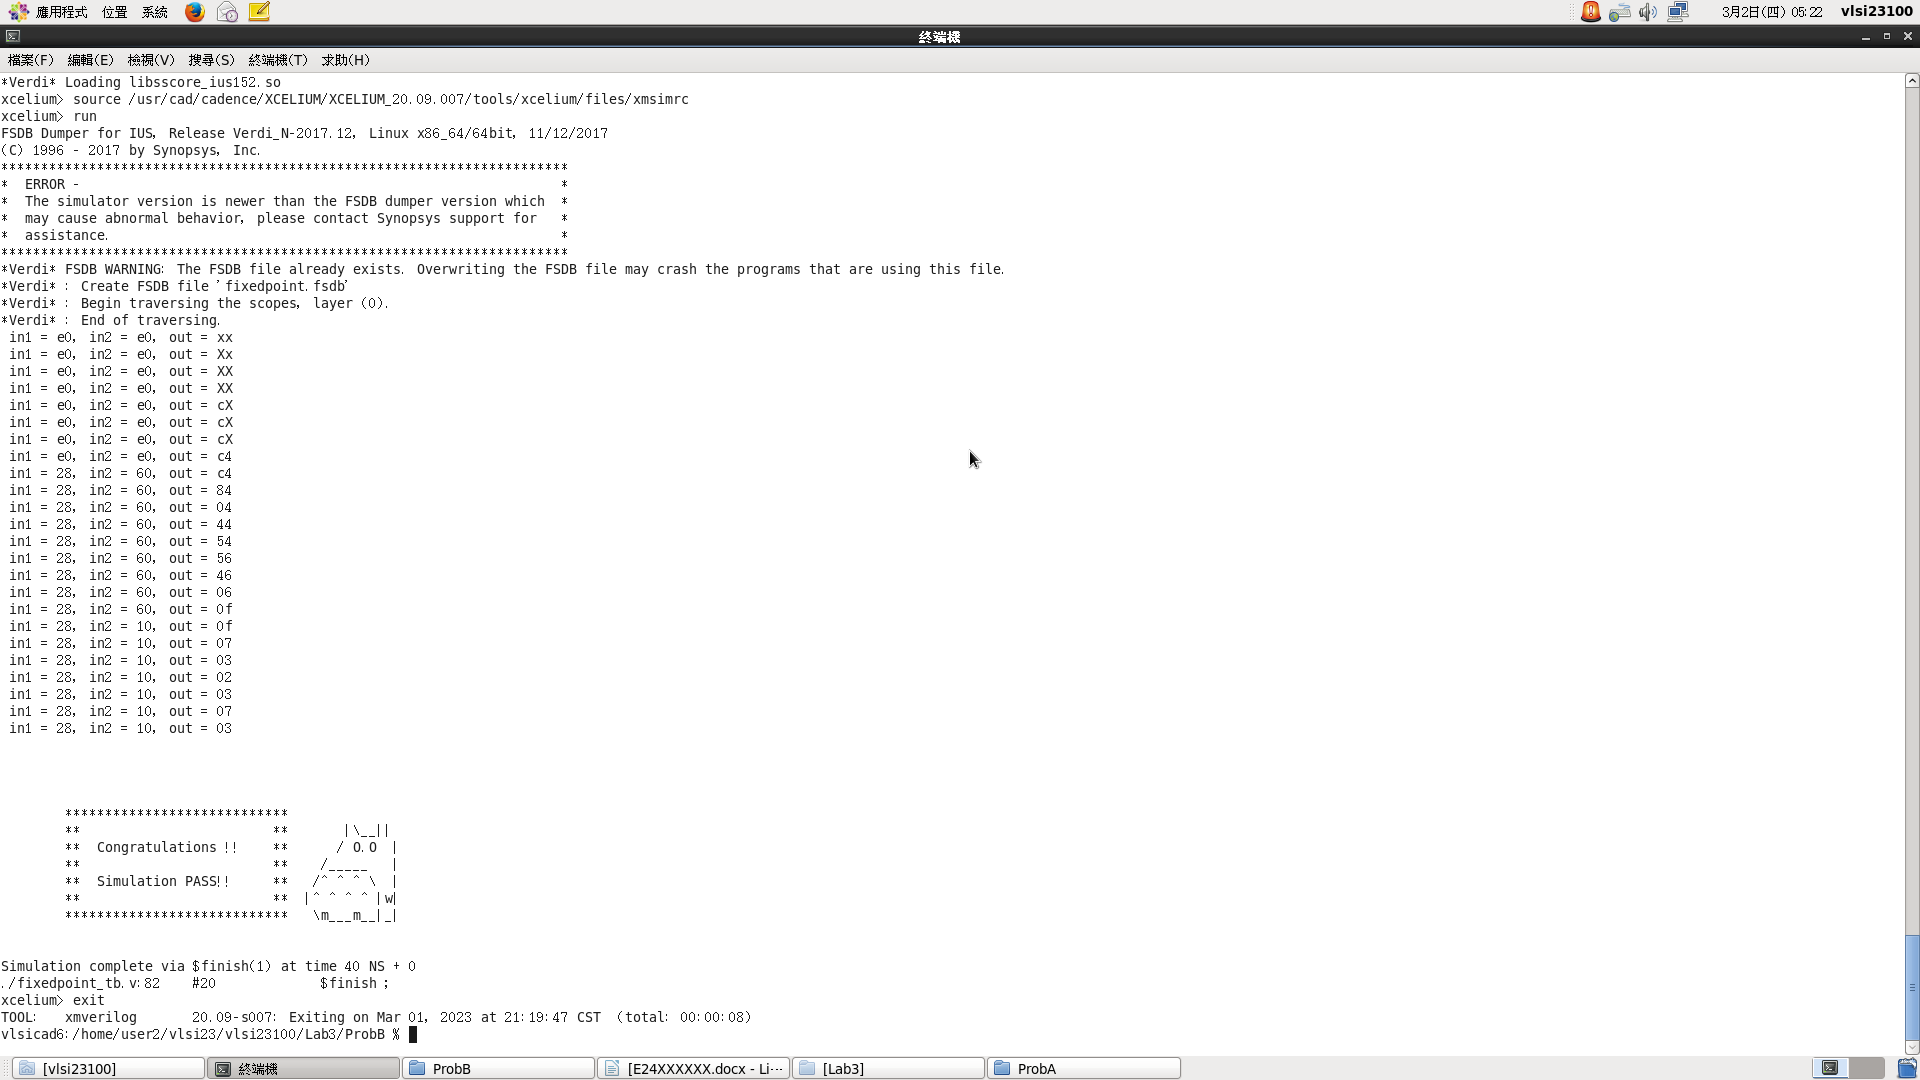 應用程式 位置 系統 3月2日(四) 05:22 vlsi23100
終端機
檔案(F) 編輯(E) 檢視(V) 搜尋(S) 終端機(T) 求助(H)
*Verdi* Loading libsscore_ius152.so
xcelium> source /usr/cad/cadence/XCELIUM/XCELIUM_20.09.007/tools/xcelium/files/xmsimrc
xcelium> run
FSDB Dumper for IUS, Release Verdi_N-2017.12, Linux x86_64/64bit, 11/12/2017
(C) 1996 - 2017 by Synopsys, Inc.
***********************************************************************
*  ERROR -                                                            *
*  The simulator version is newer than the FSDB dumper version which  *
*  may cause abnormal behavior, please contact Synopsys support for   *
*  assistance.                                                        *
***********************************************************************
*Verdi* FSDB WARNING: The FSDB file already exists. Overwriting the FSDB file may crash the programs that are using this file.
*Verdi* : Create FSDB file 'fixedpoint.fsdb'
*Verdi* : Begin traversing the scopes, layer (0).
*Verdi* : End of traversing.
in1 = e0, in2 = e0, out = xx
in1 = e0, in2 = e0, out = Xx
in1 = e0, in2 = e0, out = XX
in1 = e0, in2 = e0, out = XX
in1 = e0, in2 = e0, out = cX
in1 = e0, in2 = e0, out = cX
in1 = e0, in2 = e0, out = cX
in1 = e0, in2 = e0, out = c4
in1 = 28, in2 = 60, out = c4
in1 = 28, in2 = 60, out = 84
in1 = 28, in2 = 60, out = 04
in1 = 28, in2 = 60, out = 44
in1 = 28, in2 = 60, out = 54
in1 = 28, in2 = 60, out = 56
in1 = 28, in2 = 60, out = 46
in1 = 28, in2 = 60, out = 06
in1 = 28, in2 = 60, out = 0f
in1 = 28, in2 = 10, out = 0f
in1 = 28, in2 = 10, out = 07
in1 = 28, in2 = 10, out = 03
in1 = 28, in2 = 10, out = 02
in1 = 28, in2 = 10, out = 03
in1 = 28, in2 = 10, out = 07
in1 = 28, in2 = 10, out = 03
****************************
**                        **       |\__||
**  Congratulations !!    **      / O.O  |
**                        **    /_____   |
**  Simulation PASS!!     **   /^ ^ ^ \  |
**                        **  |^ ^ ^ ^ |w|
****************************   \m___m__|_|
Simulation complete via $finish(1) at time 40 NS + 0
./fixedpoint_tb.v:82    #20             $finish ;
xcelium> exit
TOOL:   xmverilog       20.09-s007: Exiting on Mar 01, 2023 at 21:19:47 CST  (total: 00:00:08)
vlsicad6:/home/user2/vlsi23/vlsi23100/Lab3/ProbB %
[vlsi23100] 終端機 ProbB [E24XXXXXX.docx - Li··· [Lab3] ProbA